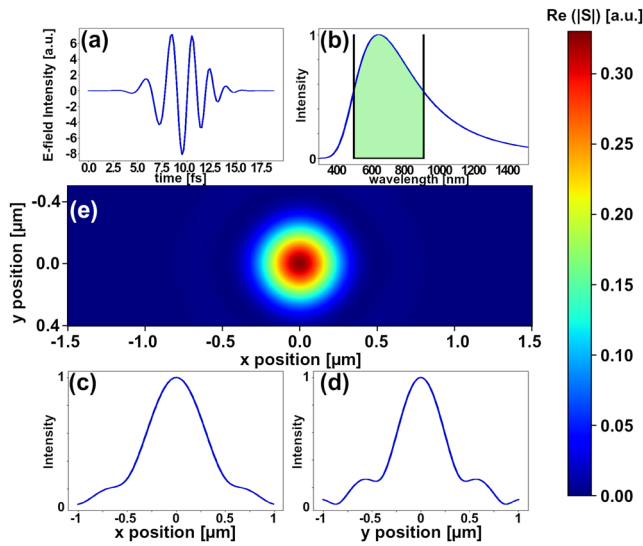 Re (|S|) [a.u.]
(a)
E-field Intensity [a.u.]
6
4
2
0
-2
-4
-6
-8
0.0 2.5 5.0 7.5 10.0 12.5 15.0 17.5
time [fs]
(b)
Intensity
1
0
400 600 800 1000 1200 1400
wavelength [nm]
(e)
y position [µm]
-0.4
0.0
0.4
-1.5 -1.0 -0.5 0.0 0.5 1.0 1.5
x position [µm]
(c)
Intensity
1
0
-1 -0.5 0 0.5 1
x position [µm]
(d)
Intensity
1
0
-1 -0.5 0 0.5 1
y position [µm]
0.30
0.25
0.20
0.15
0.10
0.05
0.00